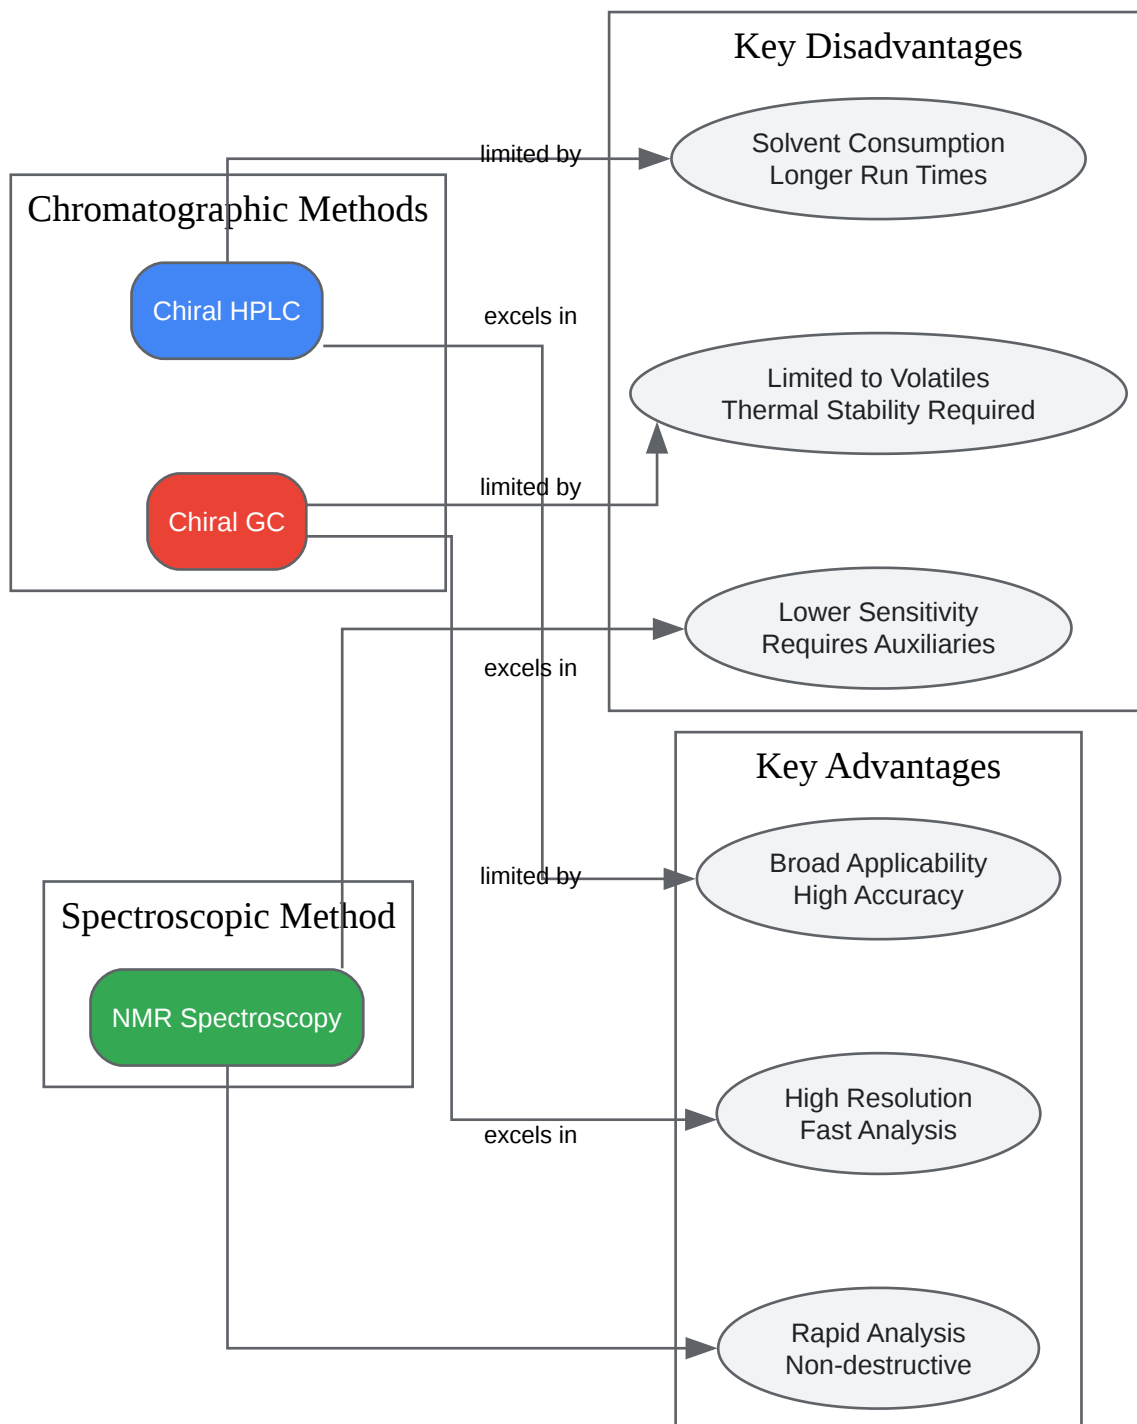 Key Disadvantages
Solvent Consumption
Longer Run Times
limited by
Chromatographic Methods
Chiral HPLC
excels in
Limited to Volatiles
Thermal Stability Required
limited by
Chiral GC
Lower Sensitivity
Requires Auxiliaries
excels in
Key Advantages
Broad Applicability
High Accuracy
limited by
Spectroscopic Method
NMR Spectroscopy
High Resolution
Fast Analysis
excels in
Rapid Analysis
Non-destructive